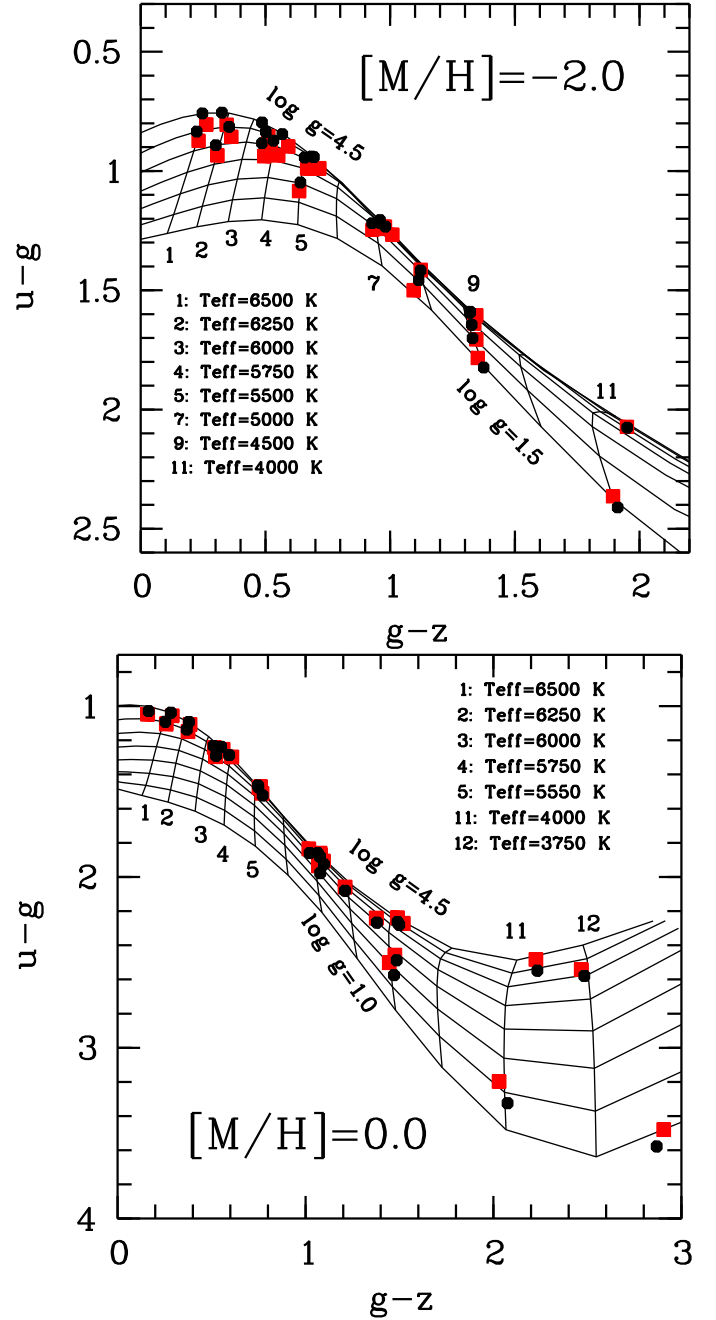 [M/H]=−2.0
log g=4.5
0.5
1
1.5
2
2.5
u−g
1
2
3
4
5
7
9
11
1: Teff=6500 K
2: Teff=6250 K
3: Teff=6000 K
4: Teff=5750 K
5: Teff=5500 K
7: Teff=5000 K
9: Teff=4500 K
11: Teff=4000 K
log g=1.5
0 0.5 1 1.5 2
g−z
1: Teff=6500 K
2: Teff=6250 K
3: Teff=6000 K
4: Teff=5750 K
5: Teff=5550 K
11: Teff=4000 K
12: Teff=3750 K
1
2
3
4
u−g
1
2
3
4
5
11
12
log g=4.5
log g=1.0
[M/H]=0.0
0 1 2 3
g−z